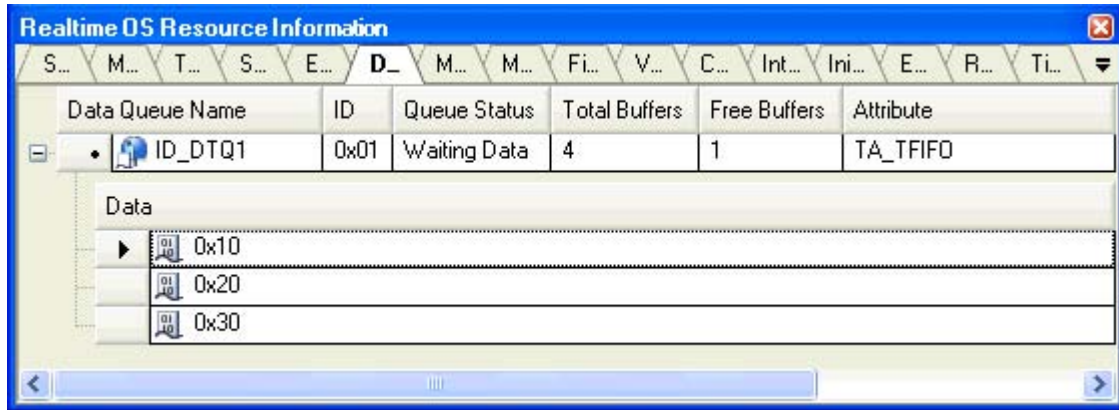 Realtime OS Resource Information
S... M... T... S... E... D... M... M... Fi... V... C... Int... Ini... E... R... Ti...
Data Queue Name ID Queue Status Total Buffers Free Buffers Attribute
ID_DTQ1 0x01 Waiting Data 4 1 TA_TFIFO
Data
0x10
0x20
0x30